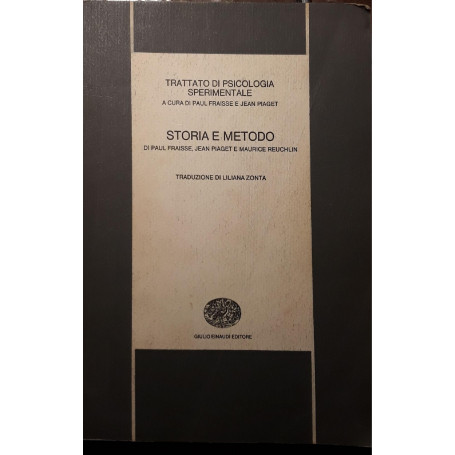 TRATTATO DI PSICOLOGIA
SPERIMENTALE
A CURA DI PAUL FRAISSE E JEAN PIAGET
STORIA E METODO
DI PAUL FRAISSE, JEAN PIAGET E MAURICE REUCHLIN
TRADUZIONE DI LILIANA ZONTA
GIULIO EINAUDI EDITORE